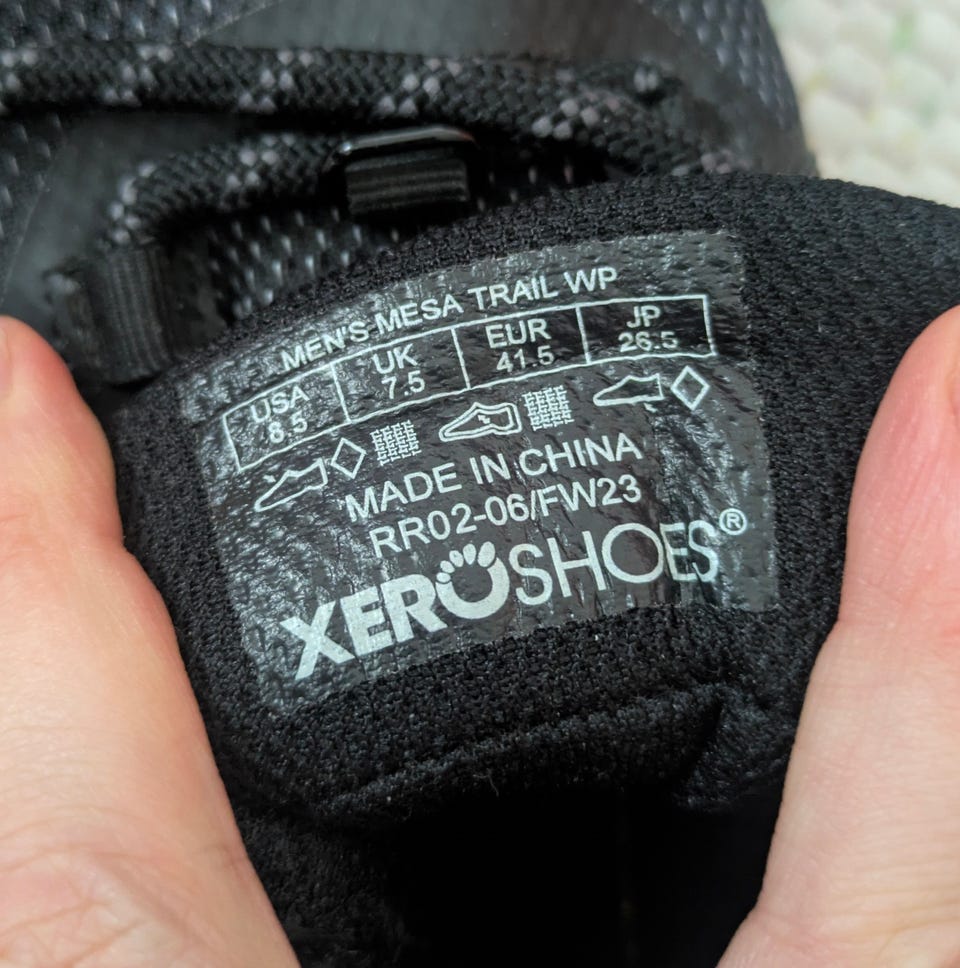 MEN'S MESA TRAIL WP
USA UK EUR JP
8.5 7.5 41.5 26.5
MADE IN CHINA
RR02-06/FW23
XEROSHOES®